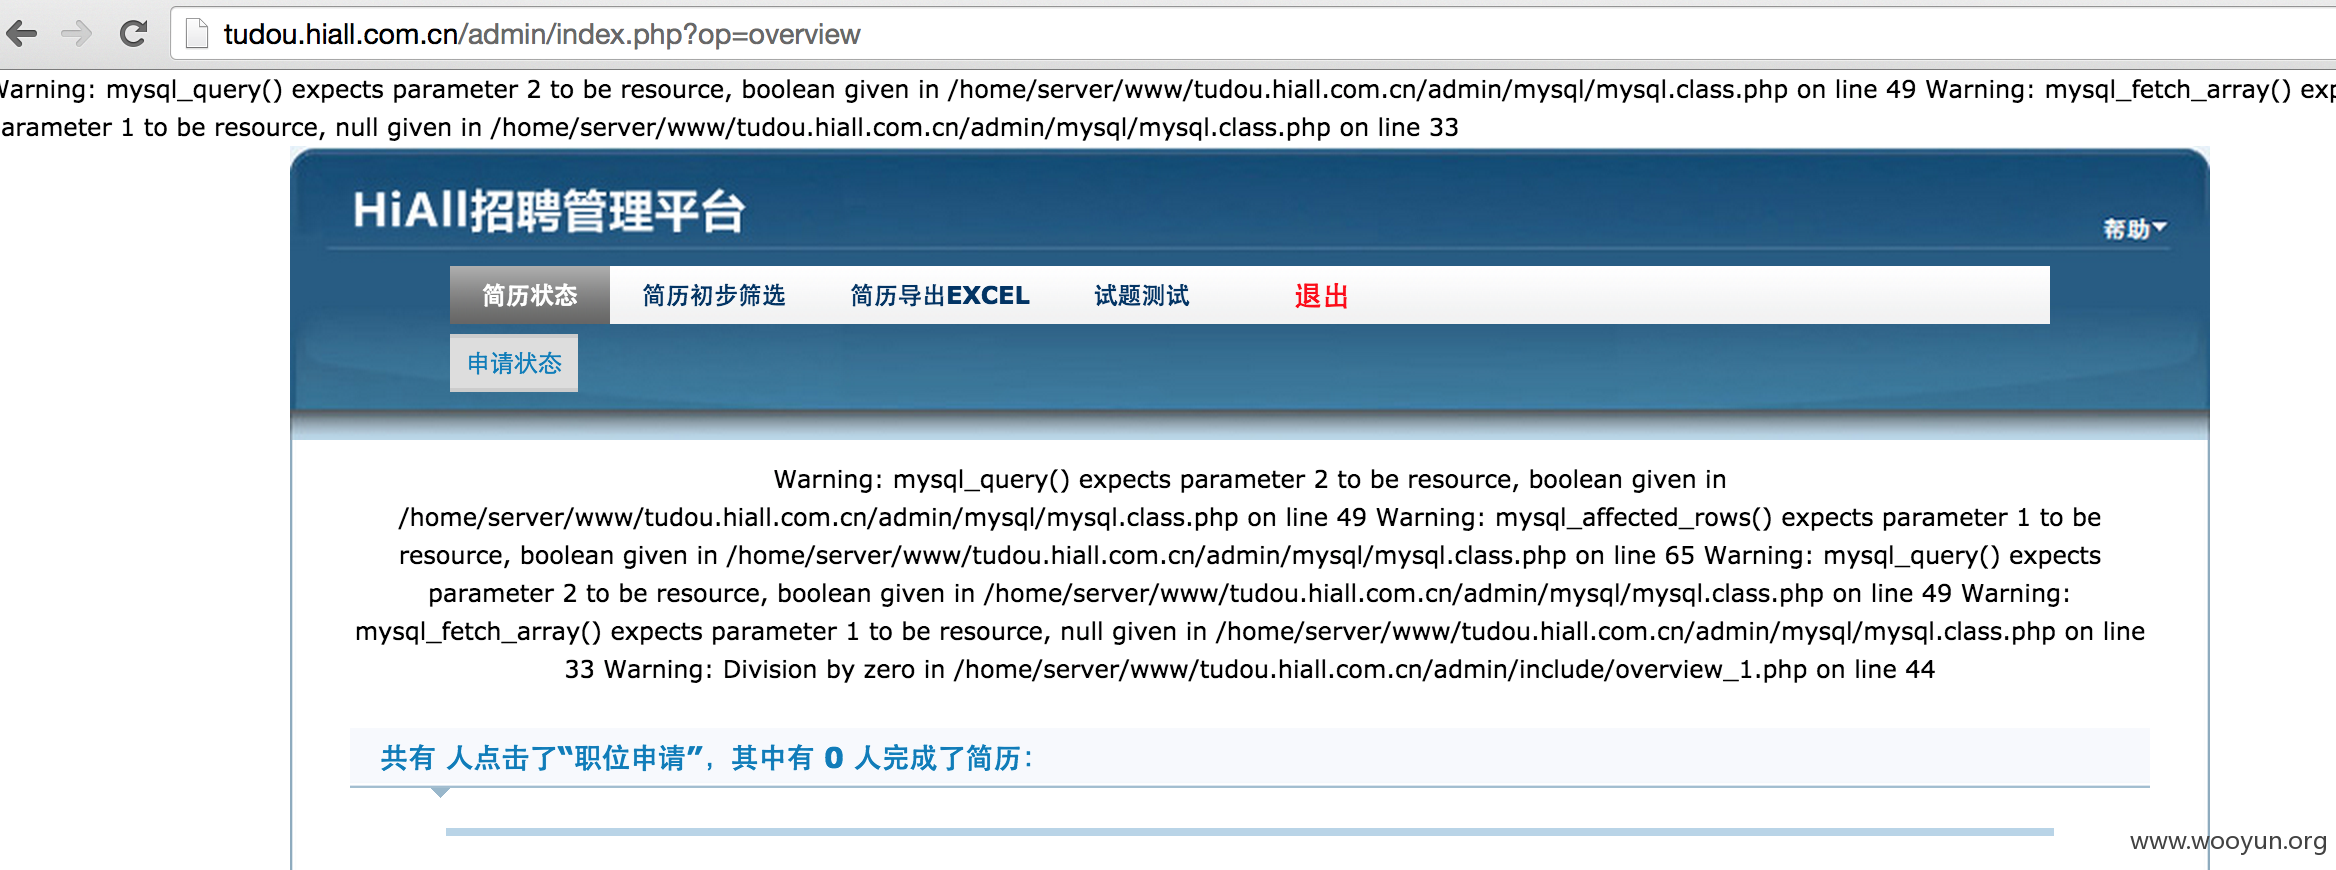 tudou.hiall.com.cn/admin/index.php?op=overview
Warning: mysql_query() expects parameter 2 to be resource, boolean given in /home/server/www/tudou.hiall.com.cn/admin/mysql/mysql.class.php on line 49 Warning: mysql_fetch_array() exp
arameter 1 to be resource, null given in /home/server/www/tudou.hiall.com.cn/admin/mysql/mysql.class.php on line 33
HiAll招聘管理平台
帮助
简历状态 简历初步筛选 简历导出EXCEL 试题测试 退出
申请状态
Warning: mysql_query() expects parameter 2 to be resource, boolean given in
/home/server/www/tudou.hiall.com.cn/admin/mysql/mysql.class.php on line 49 Warning: mysql_affected_rows() expects parameter 1 to be
resource, boolean given in /home/server/www/tudou.hiall.com.cn/admin/mysql/mysql.class.php on line 65 Warning: mysql_query() expects
parameter 2 to be resource, boolean given in /home/server/www/tudou.hiall.com.cn/admin/mysql/mysql.class.php on line 49 Warning:
mysql_fetch_array() expects parameter 1 to be resource, null given in /home/server/www/tudou.hiall.com.cn/admin/mysql/mysql.class.php on line
33 Warning: Division by zero in /home/server/www/tudou.hiall.com.cn/admin/include/overview_1.php on line 44
共有 人点击了“职位申请”，其中有 0 人完成了简历：
www.wooyun.org